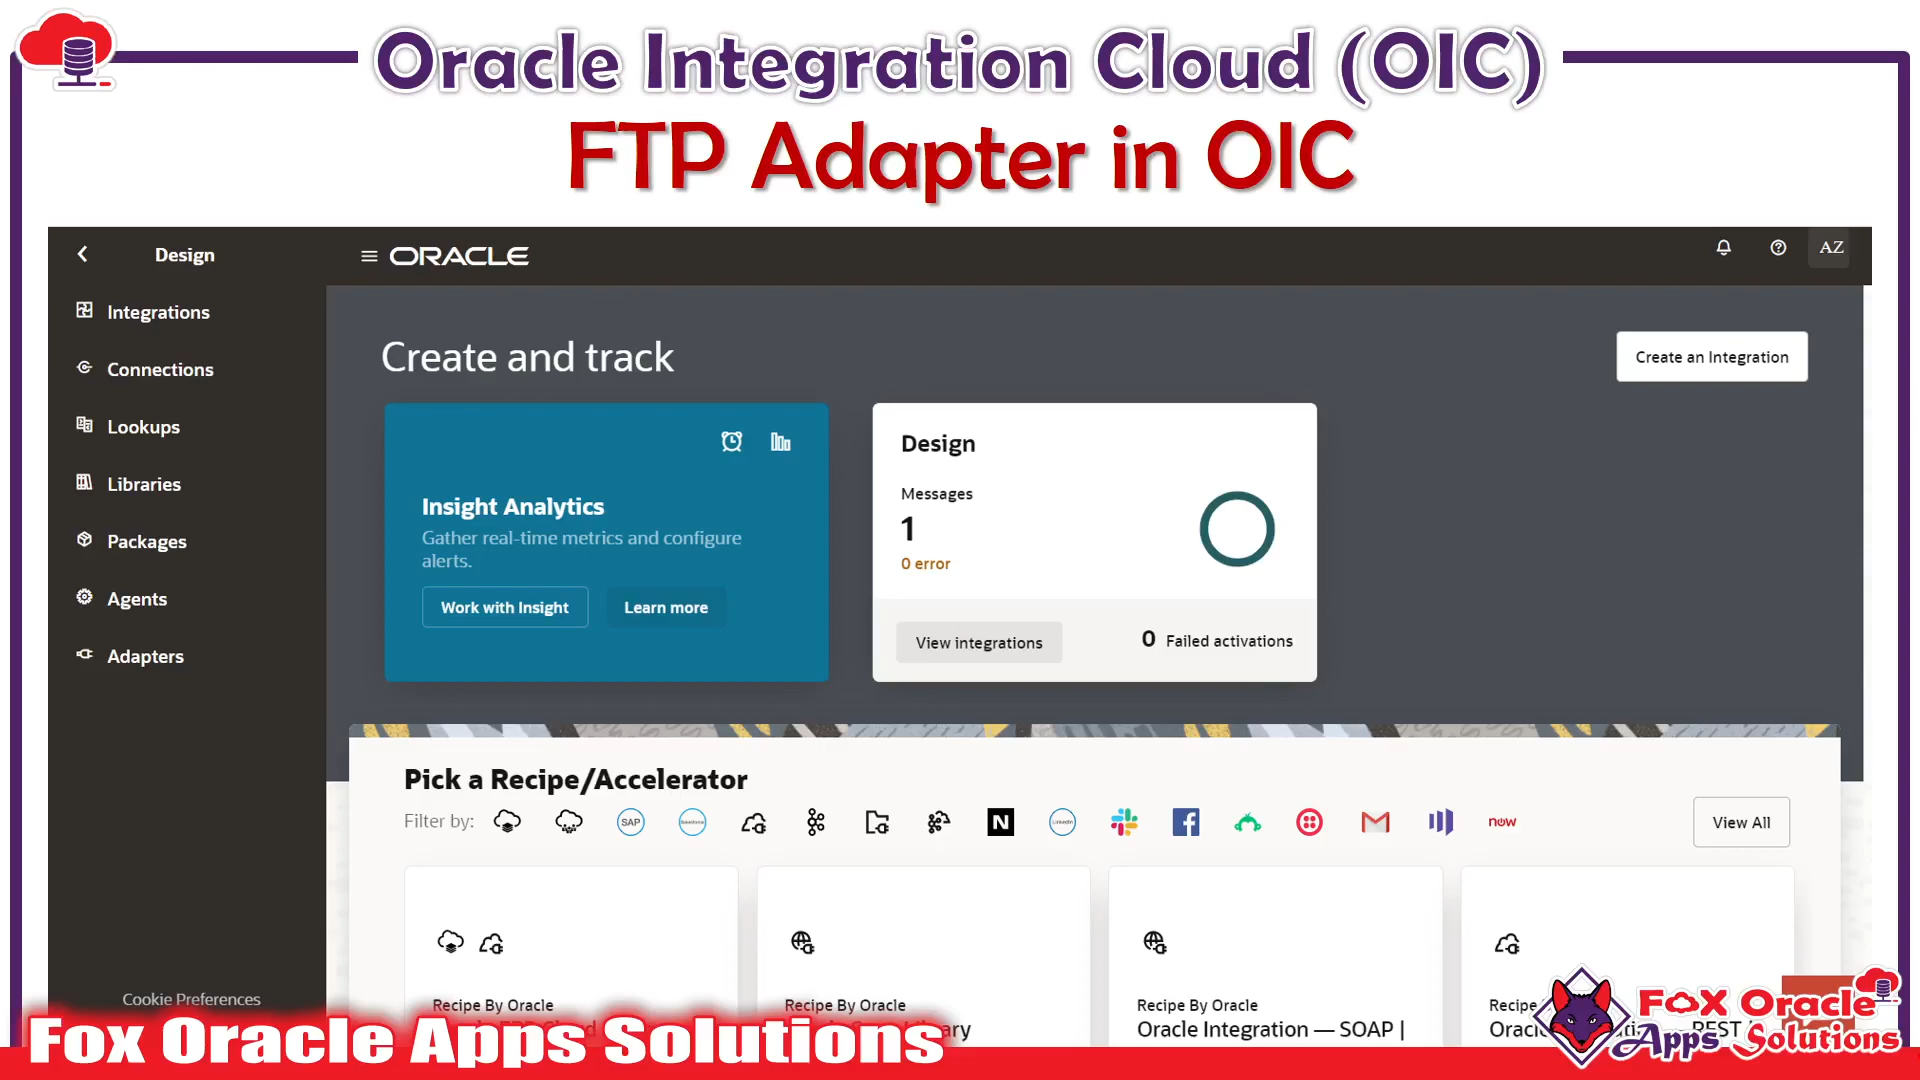 Oracle Integration Cloud (OIC)
FTP Adapter in OIC
Design
ORACLE
AZ
Integrations
Connections
Lookups
Libraries
Packages
Agents
Adapters
Cookie Preferences
Create and track
Create an Integration
Insight Analytics
Gather real-time metrics and configure
alerts.
Work with Insight
Learn more
Design
Messages
1
0 error
View integrations
0 Failed activations
Pick a Recipe/Accelerator
Filter by:
SAP
salesforce
N
LinkedIn
now
View All
Recipe By Oracle
Recipe By Oracle
Library
Recipe By Oracle
Oracle Integration — SOAP |
Recipe
REST
Fox Oracle Apps Solutions
Fox Oracle
Apps Solutions